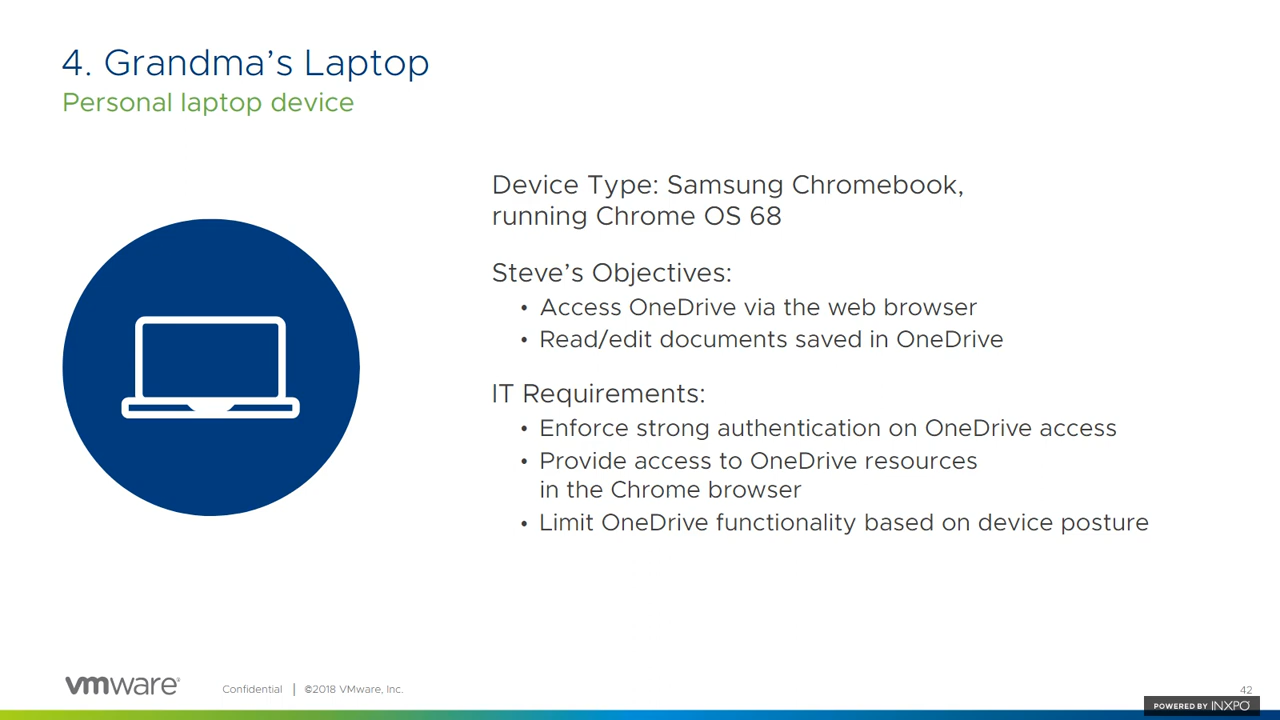 4. Grandma’s Laptop
Personal laptop device
Device Type: Samsung Chromebook,
running Chrome OS 68
Steve’s Objectives:
• Access OneDrive via the web browser
• Read/edit documents saved in OneDrive
IT Requirements:
• Enforce strong authentication on OneDrive access
• Provide access to OneDrive resources
in the Chrome browser
• Limit OneDrive functionality based on device posture
vmware®
Confidential | ©2018 VMware, Inc.
42
POWERED BY INXPO